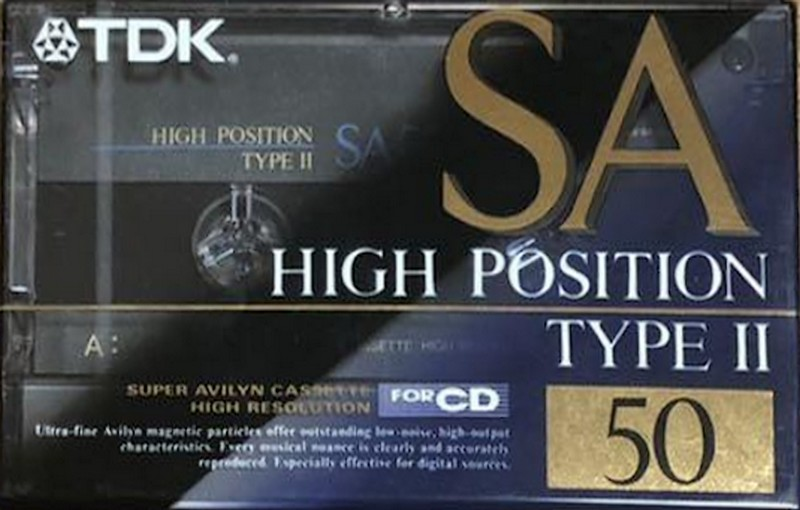 TDK®
SA
HIGH POSITION
TYPE II
SA
HIGH POSITION
TYPE II
A:
SUPER AVILYN CASSETTE
HIGH RESOLUTION
FOR CD
50
Ultra-fine Avilyn magnetic particles offer outstanding low-noise, high-output
characteristics. Every musical nuance is clearly and accurately
reproduced. Especially effective for digital sources.